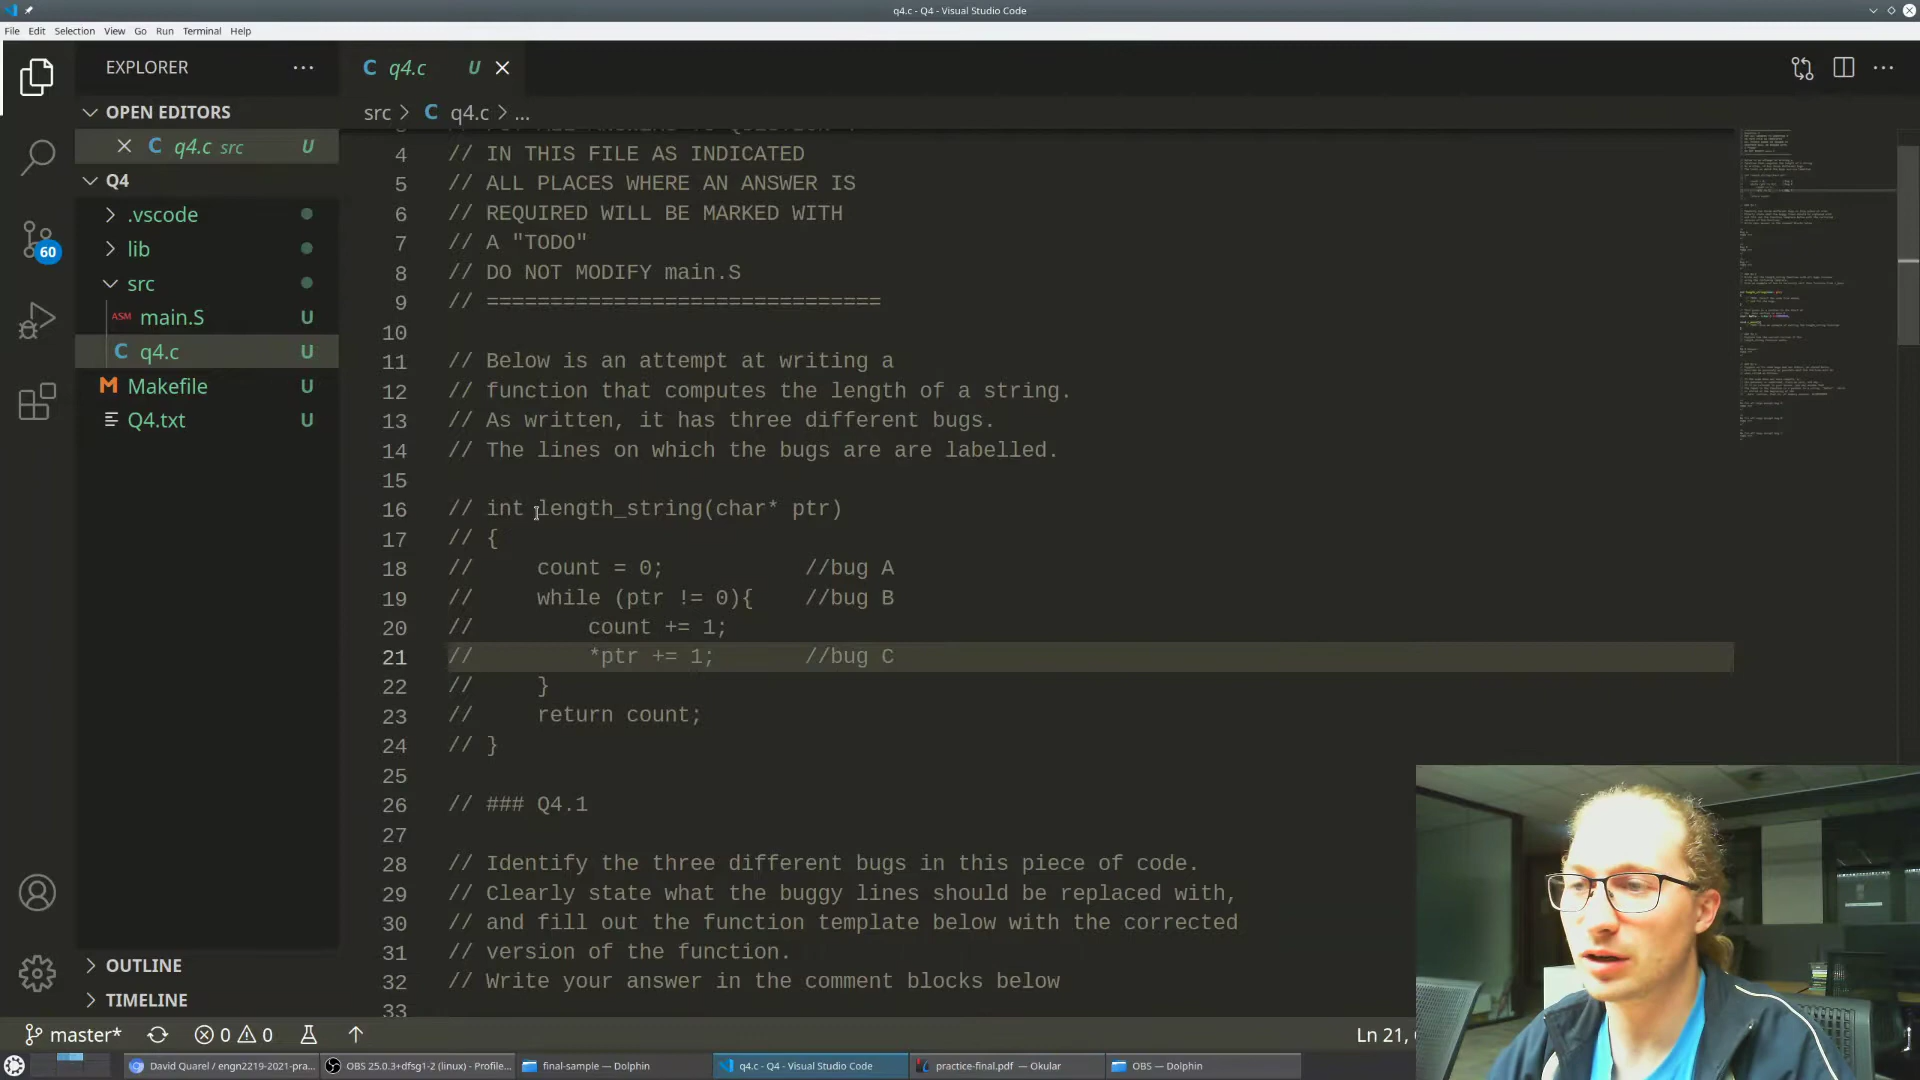 q4.c - Q4 - Visual Studio Code
File Edit Selection View Go Run Terminal Help
EXPLORER
q4.c U
OPEN EDITORS
src > C q4.c > ...
C q4.c src U
Q4
4 // IN THIS FILE AS INDICATED
5 // ALL PLACES WHERE AN ANSWER IS
6 // REQUIRED WILL BE MARKED WITH
7 // A "TODO"
8 // DO NOT MODIFY main.S
9 // ===============================
10
11 // Below is an attempt at writing a
12 // function that computes the length of a string.
13 // As written, it has three different bugs.
14 // The lines on which the bugs are are labelled.
15
16 // int length_string(char* ptr)
17 // {
18 // count = 0; //bug A
19 // while (ptr != 0){ //bug B
20 // count += 1;
21 // *ptr += 1; //bug C
22 // }
23 // return count;
24 // }
25
26 // ### Q4.1
27
28 // Identify the three different bugs in this piece of code.
29 // Clearly state what the buggy lines should be replaced with,
30 // and fill out the function template below with the corrected
31 // version of the function.
32 // Write your answer in the comment blocks below
33
.vscode
lib
60
src
ASM main.S U
C q4.c U
M Makefile U
Q4.txt U
OUTLINE
TIMELINE
master* 0 0
Ln 21,
David Quarel / engn2219-2021-pra...
OBS 25.0.3+dfsg1-2 (linux) - Profile...
final-sample — Dolphin
q4.c - Q4 - Visual Studio Code
practice-final.pdf — Okular
OBS — Dolphin